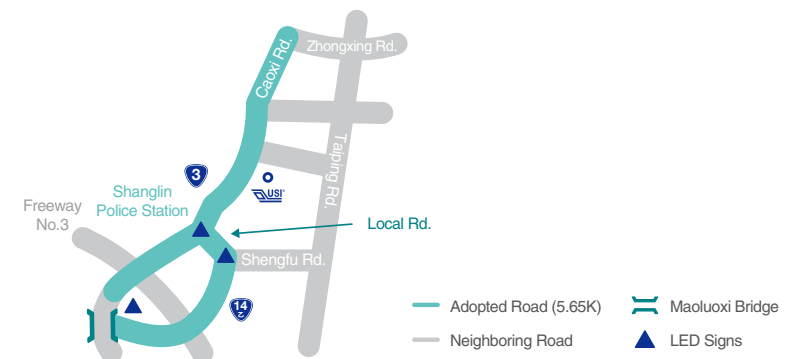 Zhongxing Rd.
Caoxi Rd.
Taiping Rd.
3
USI
Shanglin
Police Station
Freeway
No.3
Local Rd.
Shengfu Rd.
14
乙
Adopted Road (5.65K)
Maoluoxi Bridge
Neighboring Road
LED Signs